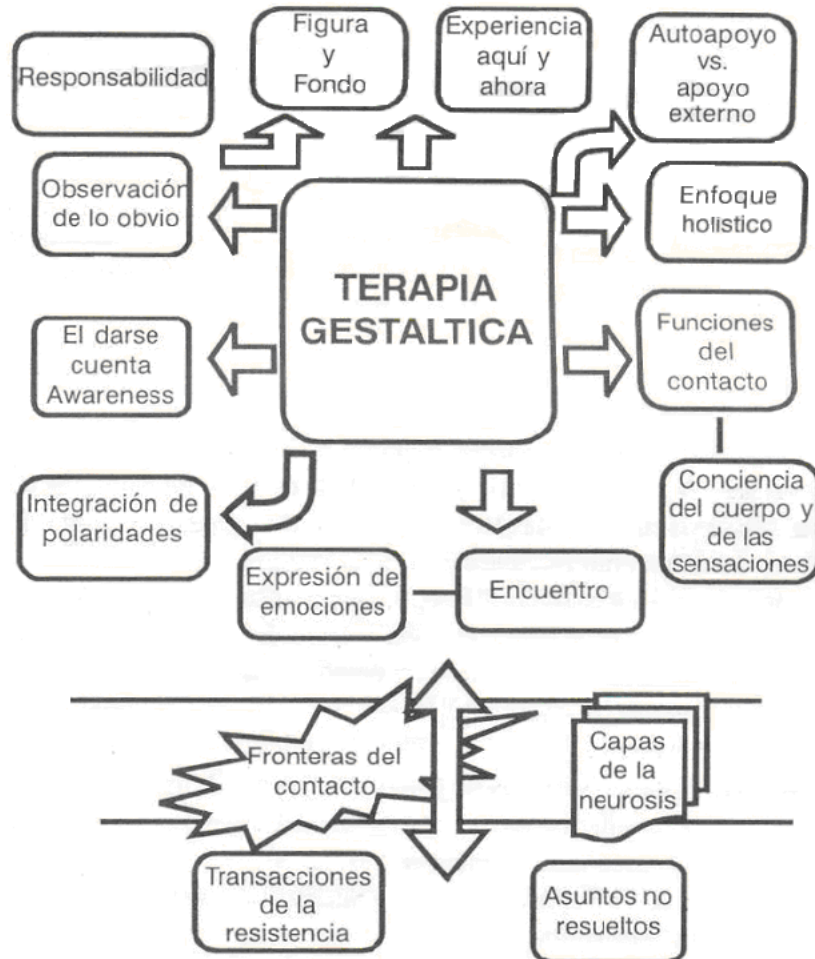 Responsabilidad
Figura
y
Fondo
Experiencia
aquí y
ahora
Autoapoyo
vs.
apoyo
externo
Observación
de lo obvio
TERAPIA
GESTALTICA
Enfoque
holistico
El darse
cuenta
Awareness
Funciones
del
contacto
Integración de
polaridades
Conciencia
del cuerpo y
de las
sensaciones
Expresión de
emociones
Encuentro
Fronteras del
contacto
Capas
de la
neurosis
Transacciones
de la
resistencia
Asuntos no
resueltos